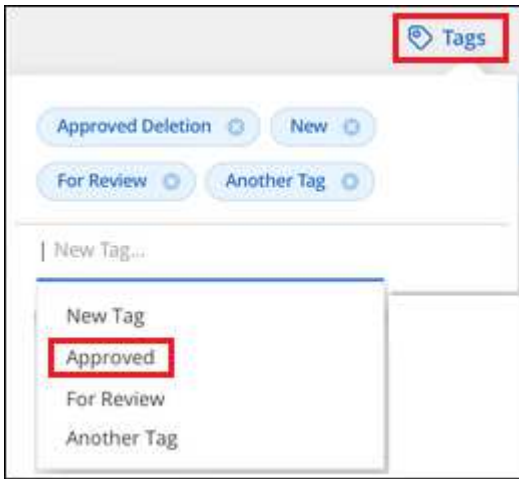 Tags
Approved Deletion
New
For Review
Another Tag
New Tag...
New Tag
Approved
For Review
Another Tag